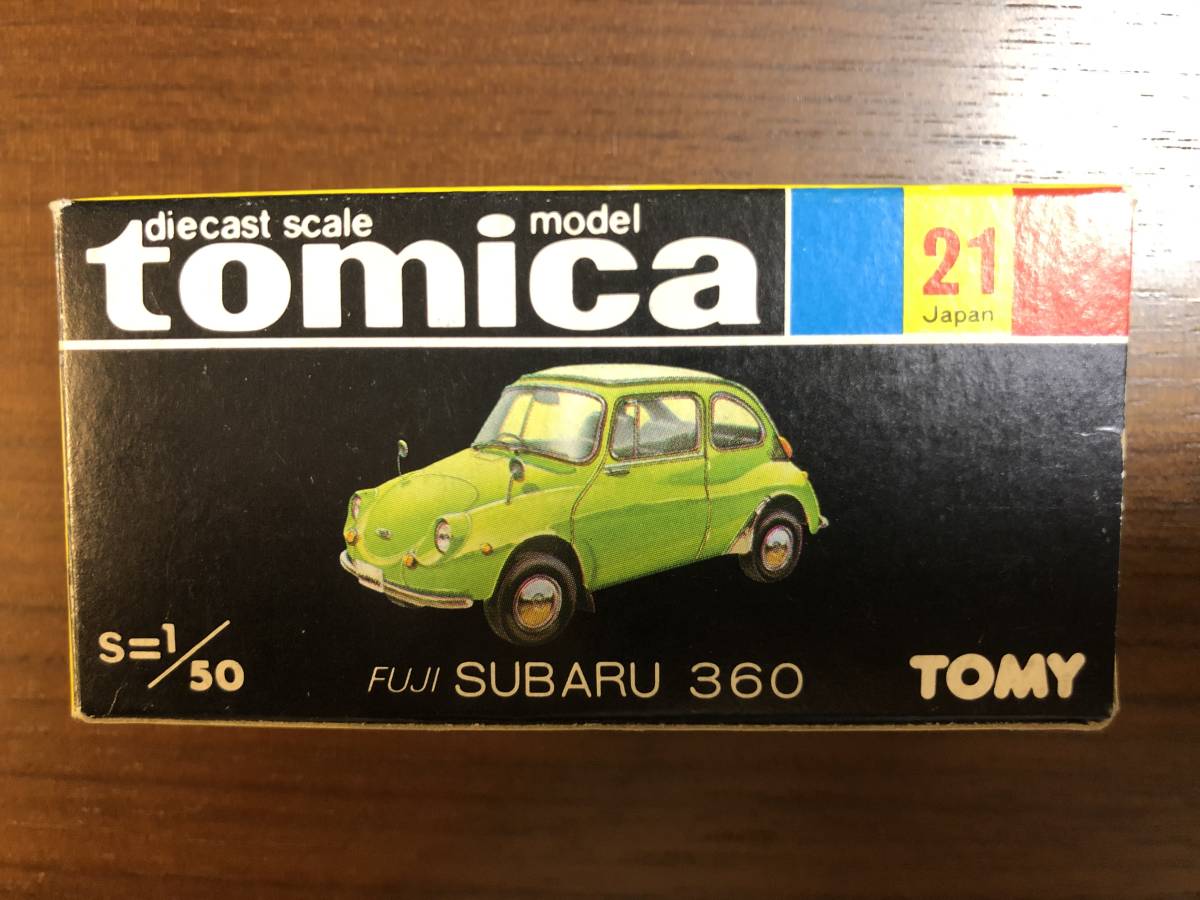 diecast scale model
tomica
21
Japan
S=1/50
FUJI SUBARU 360
TOMY